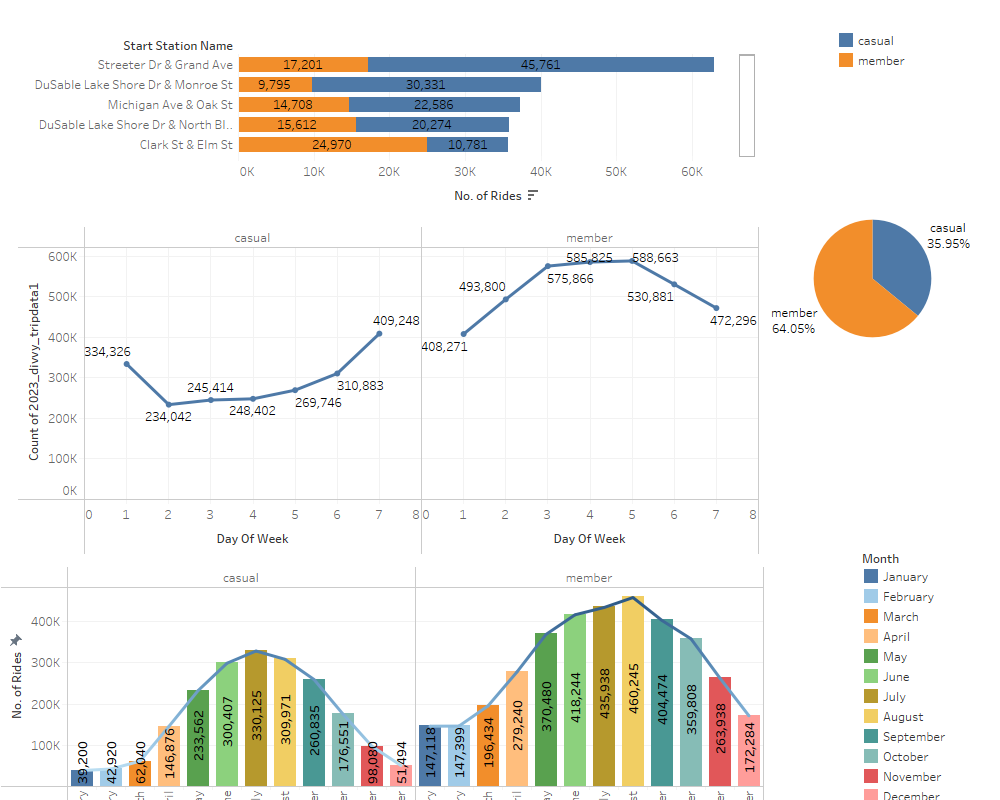 casual
member
Start Station Name
Streeter Dr & Grand Ave 17,201 45,761
DuSable Lake Shore Dr & Monroe St 9,795 30,331
Michigan Ave & Oak St 14,708 22,586
DuSable Lake Shore Dr & North Bl.. 15,612 20,274
Clark St & Elm St 24,970 10,781
0K 10K 20K 30K 40K 50K 60K
No. of Rides
casual member
600K
500K
400K
300K
200K
100K
0K
Count of 2023_divvy_tripdata1
334,326
234,042
245,414
248,402
269,746
310,883
409,248
408,271
493,800
575,866
585,825
588,663
530,881
472,296
0 1 2 3 4 5 6 7 8 0 1 2 3 4 5 6 7 8
Day Of Week Day Of Week
casual
35.95%
member
64.05%
casual member
400K
300K
200K
100K
No. of Rides
39,200
62,040
146,876
233,562
300,407
330,125
309,971
260,835
176,551
98,080
51,494
147,118
147,399
196,434
279,240
370,480
418,244
435,938
460,245
404,474
359,808
263,938
172,284
Month
January
February
March
April
May
June
July
August
September
October
November
December